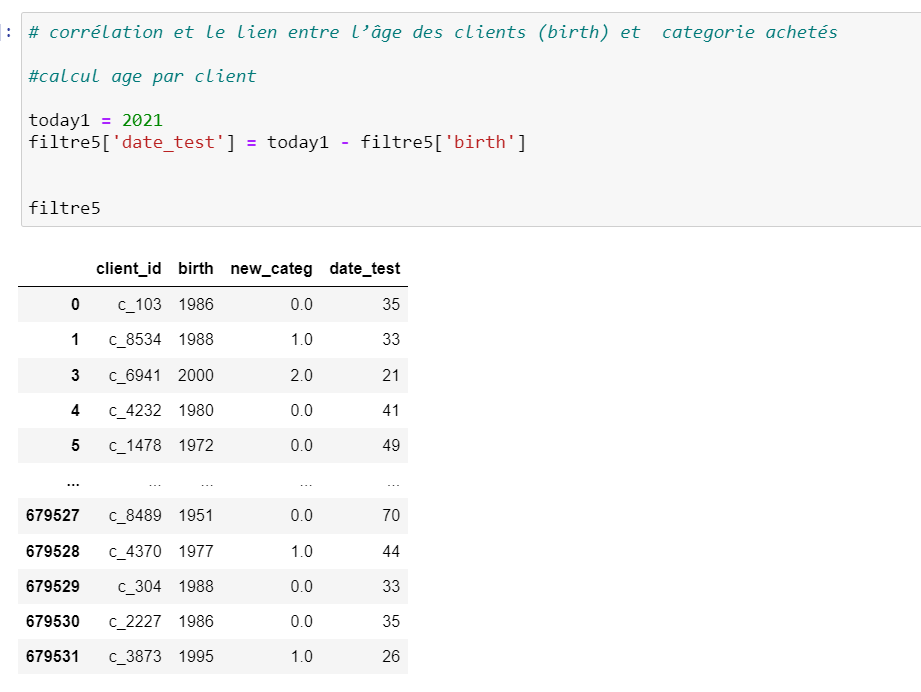 ]: # corrélation et le lien entre l’âge des clients (birth) et  categorie achetés
#calcul age par client
today1 = 2021
filtre5['date_test'] = today1 - filtre5['birth']
filtre5
client_id birth new_categ date_test
0 c_103 1986 0.0 35
1 c_8534 1988 1.0 33
3 c_6941 2000 2.0 21
4 c_4232 1980 0.0 41
5 c_1478 1972 0.0 49
... ... ... ... ...
679527 c_8489 1951 0.0 70
679528 c_4370 1977 1.0 44
679529 c_304 1988 0.0 33
679530 c_2227 1986 0.0 35
679531 c_3873 1995 1.0 26